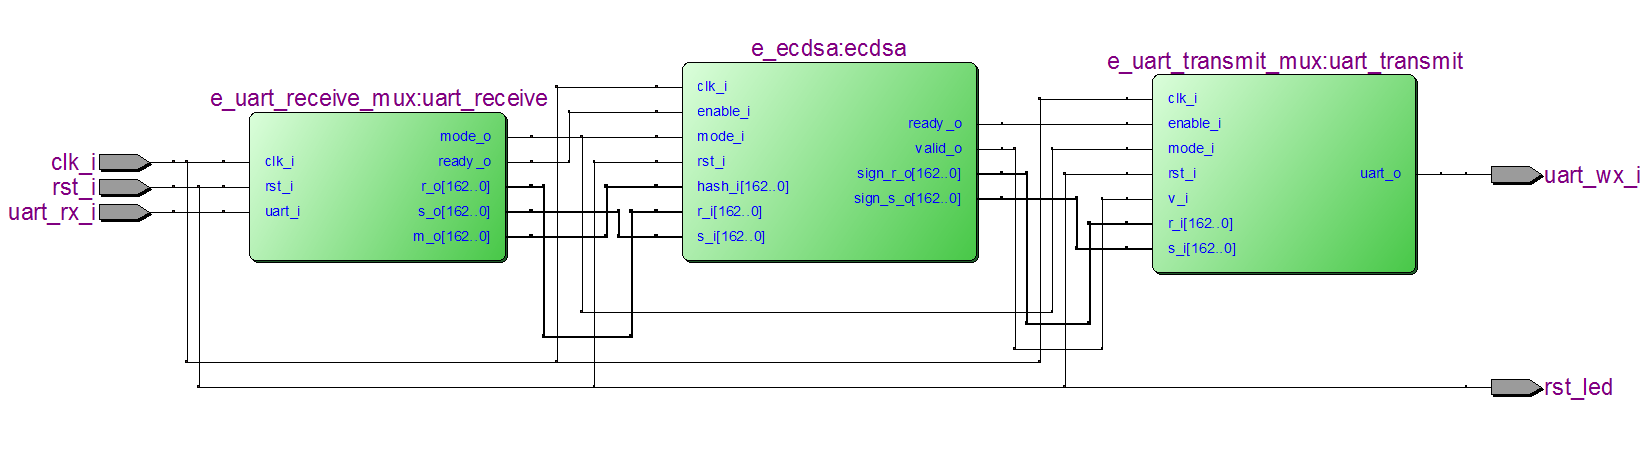 clk_i
rst_i
uart_rx_i
e_uart_receive_mux:uart_receive
clk_i
rst_i
uart_i
mode_o
ready_o
r_o[162..0]
s_o[162..0]
m_o[162..0]
e_ecdsa:ecdsa
clk_i
enable_i
mode_i
rst_i
hash_i[162..0]
r_i[162..0]
s_i[162..0]
ready_o
valid_o
sign_r_o[162..0]
sign_s_o[162..0]
e_uart_transmit_mux:uart_transmit
clk_i
enable_i
mode_i
rst_i
v_i
r_i[162..0]
s_i[162..0]
uart_o
uart_wx_i
rst_led